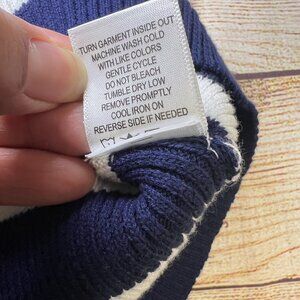 TURN GARMENT INSIDE OUT
MACHINE WASH COLD
WITH LIKE COLORS
GENTLE CYCLE
DO NOT BLEACH
TUMBLE DRY LOW
REMOVE PROMPTLY
COOL IRON ON
REVERSE SIDE IF NEEDED